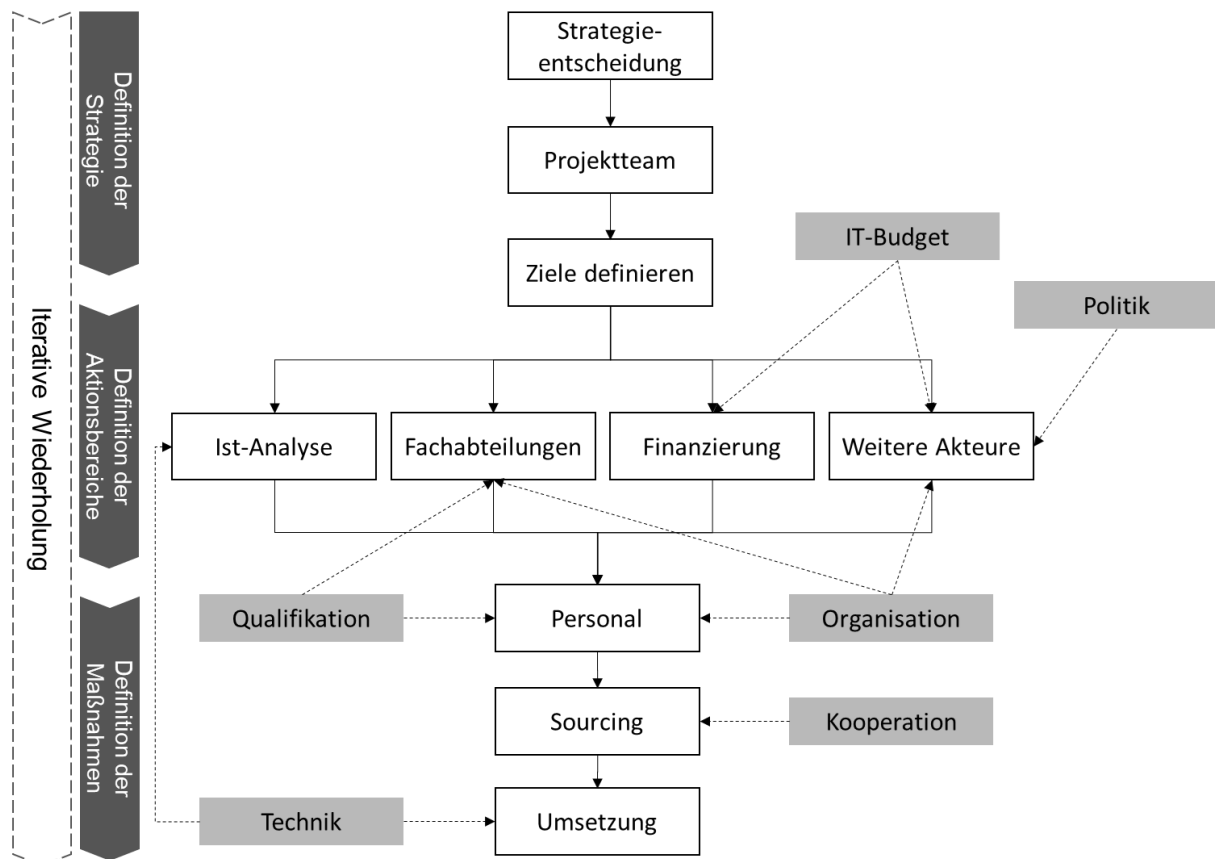 Strategie-
entscheidung
Projektteam
Ziele definieren
IT-Budget
Politik
Ist-Analyse
Fachabteilungen
Finanzierung
Weitere Akteure
Qualifikation
Personal
Organisation
Sourcing
Kooperation
Technik
Umsetzung
Iterative Wiederholung
Definition der
Strategie
Definition der
Aktionsbereiche
Definition der
Maßnahmen